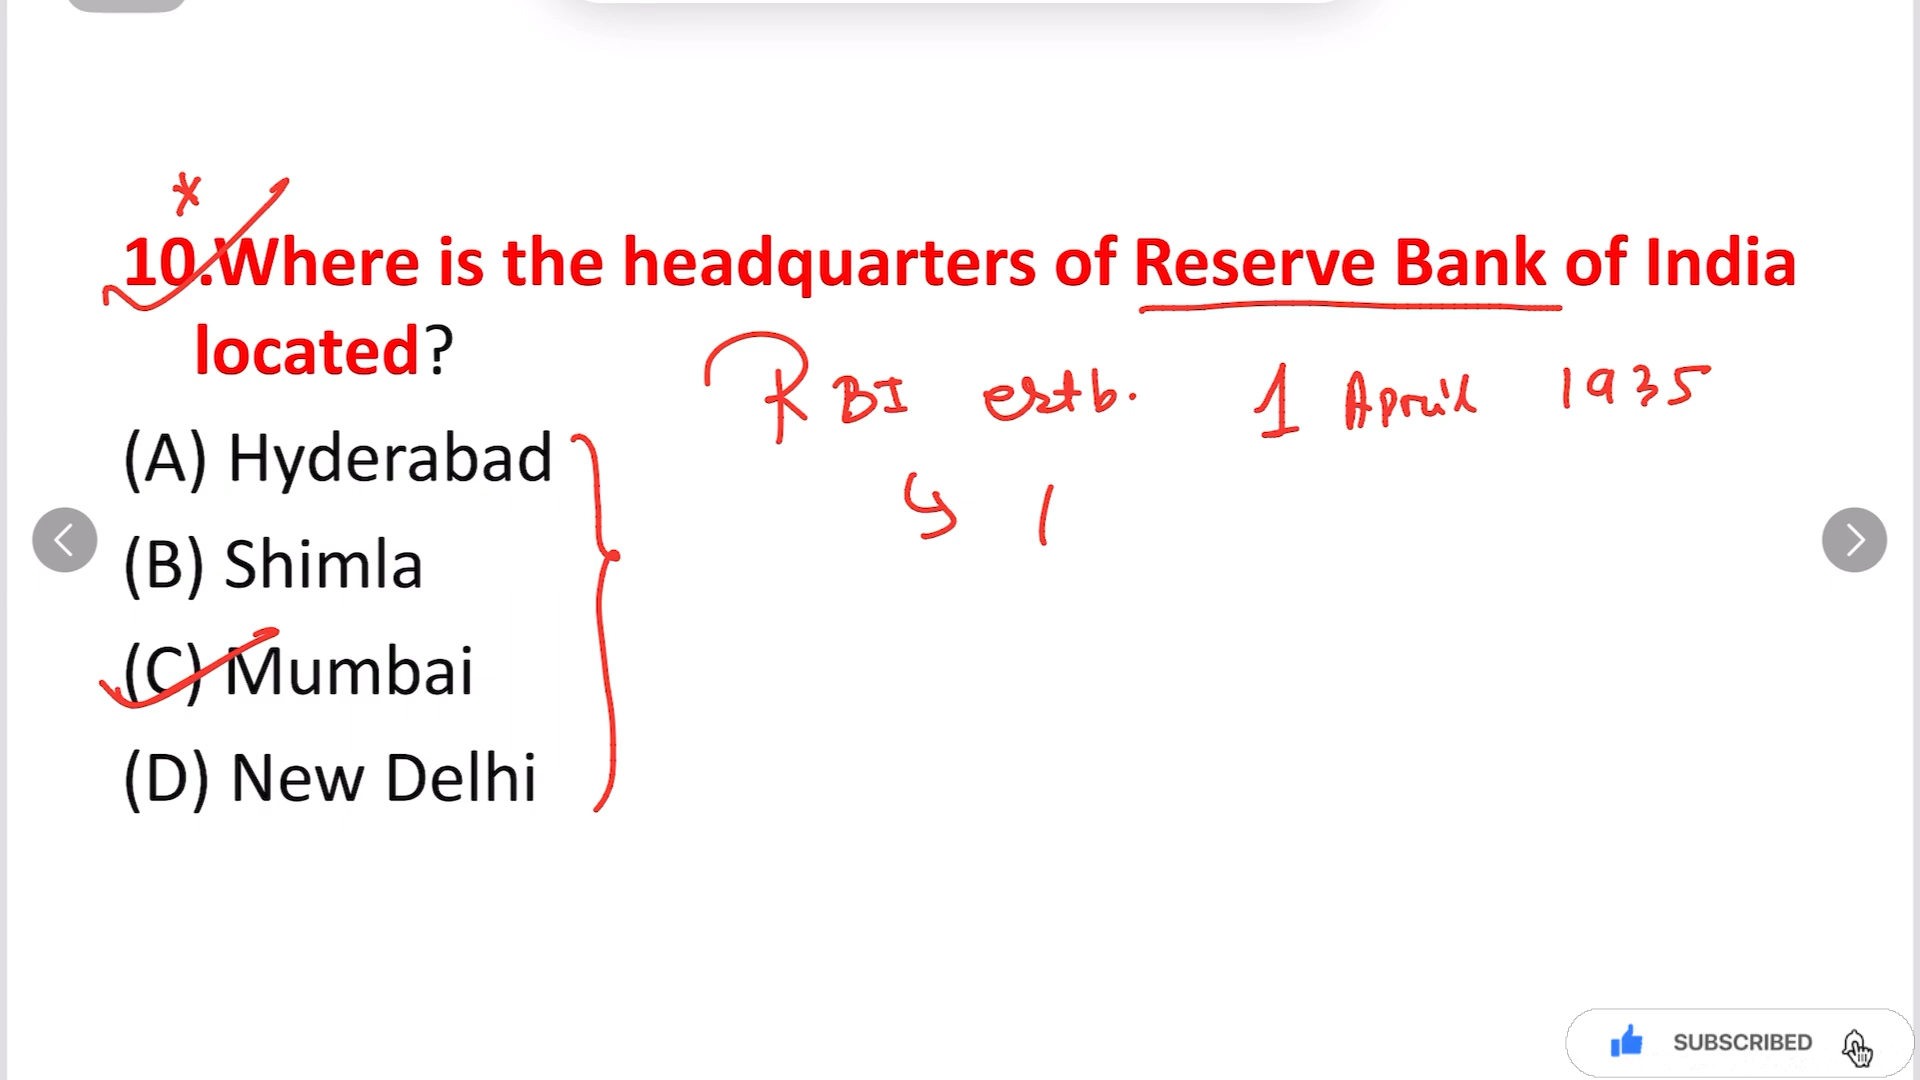 10.Where is the headquarters of Reserve Bank of India
located?
RBI estb. 1 April 1935
(A) Hyderabad
(B) Shimla
(C) Mumbai
(D) New Delhi
SUBSCRIBED